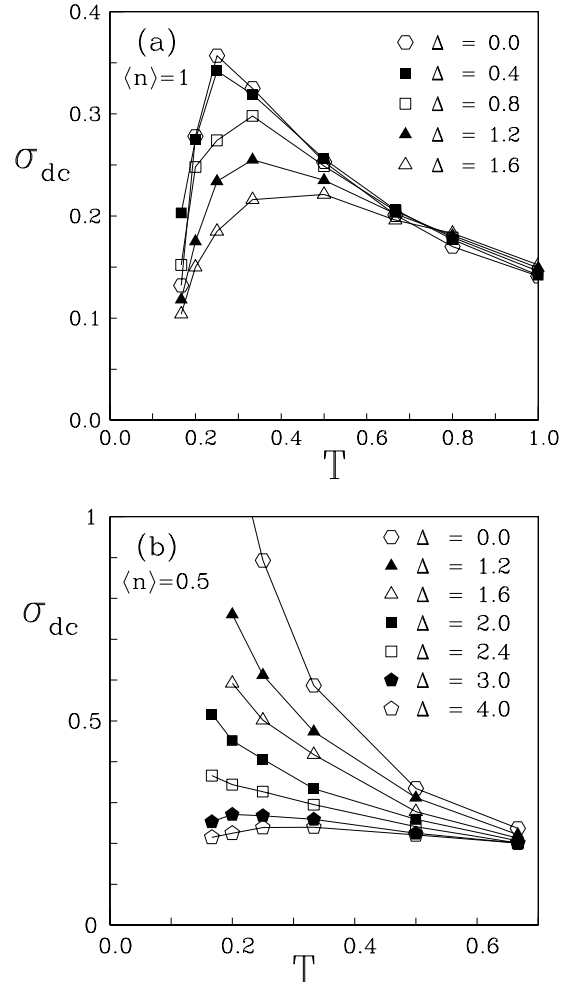 0.4
(a)
⟨n⟩=1
Δ = 0.0
Δ = 0.4
Δ = 0.8
Δ = 1.2
Δ = 1.6
0.3
σdc
0.2
0.1
0.0
0.0 0.2 0.4 0.6 0.8 1.0
T
1
(b)
⟨n⟩=0.5
Δ = 0.0
Δ = 1.2
Δ = 1.6
Δ = 2.0
Δ = 2.4
Δ = 3.0
Δ = 4.0
σdc
0.5
0
0.0 0.2 0.4 0.6
T